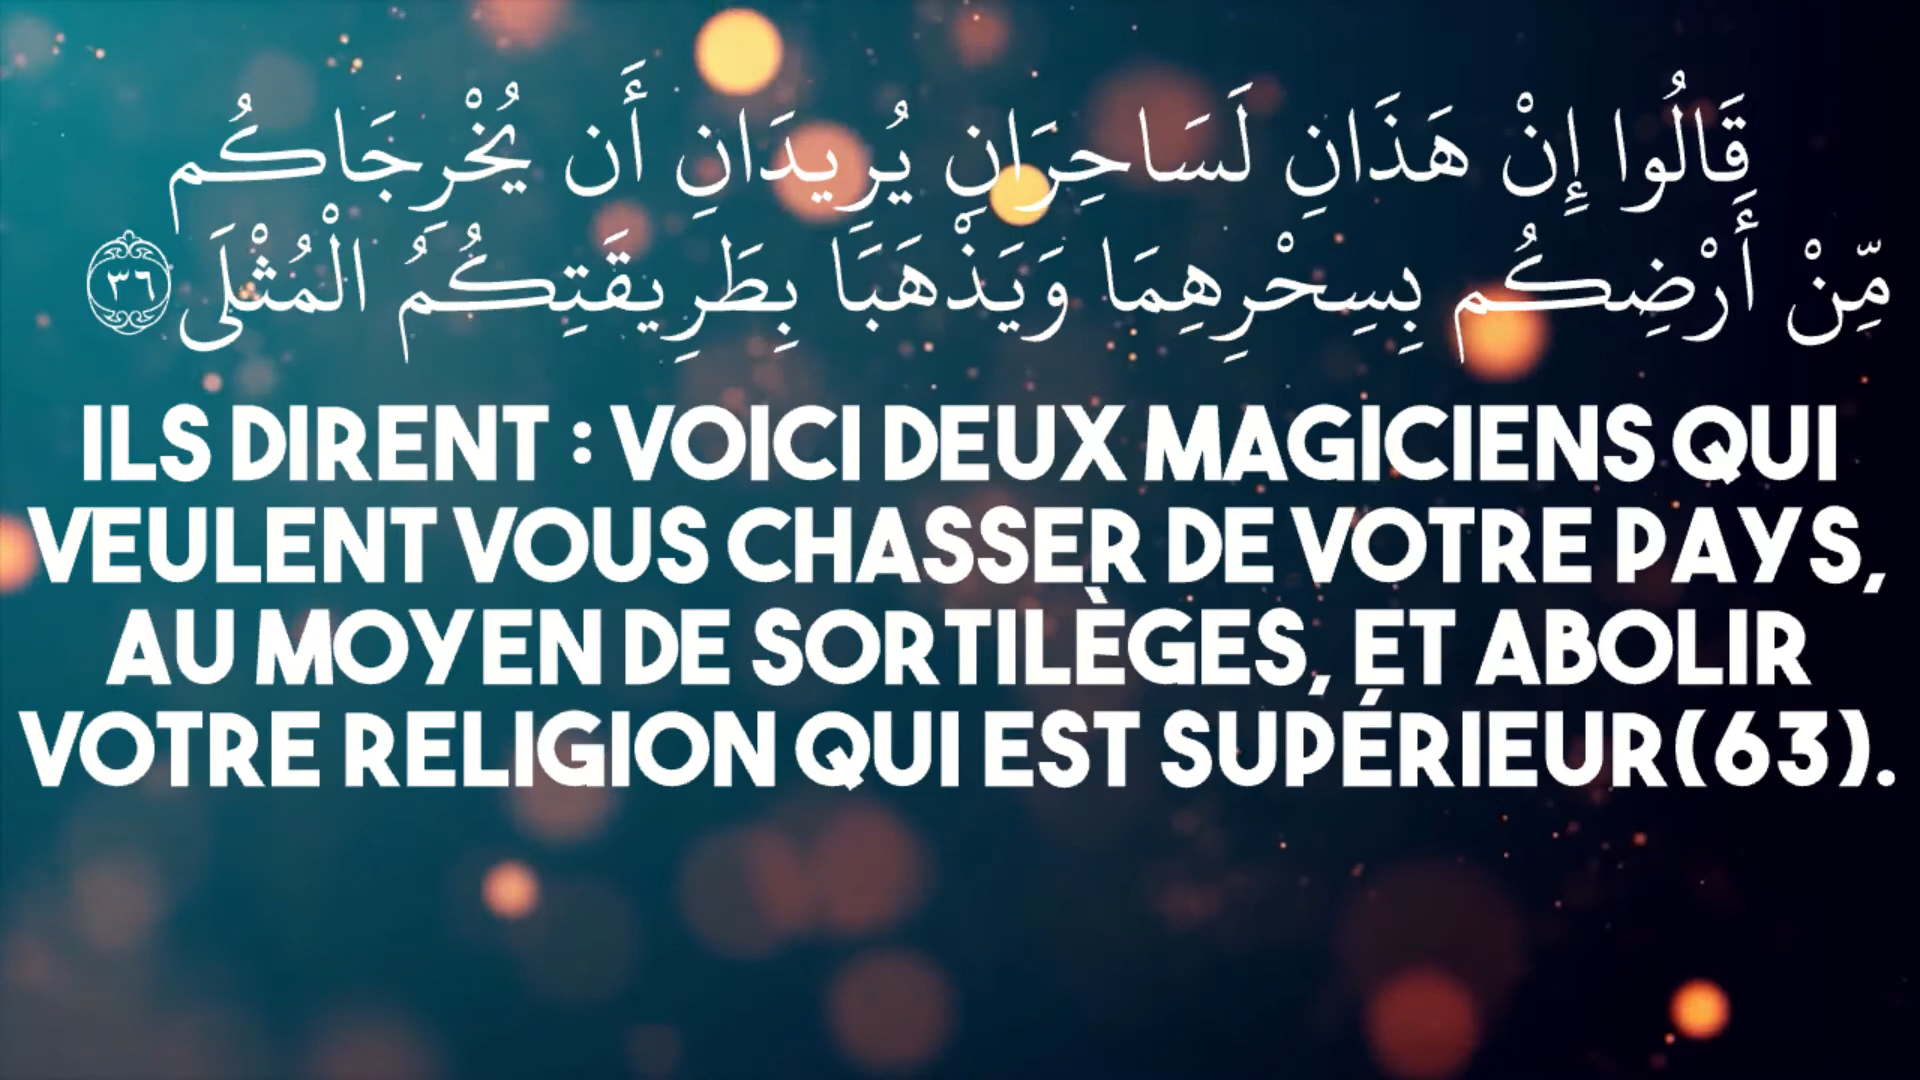 قَالُوا إِنْ هَذَانِ لَسَاحِرَانِ يُرِيدَانِ أَن يُخْرِجَاكُم
مِّنْ أَرْضِكُم بِسِحْرِهِمَا وَيَذْهَبَا بِطَرِيقَتِكُمُ الْمُثْلَى ٣٦
ILS DIRENT : VOICI DEUX MAGICIENS QUI
VEULENT VOUS CHASSER DE VOTRE PAYS,
AU MOYEN DE SORTILÈGES, ET ABOLIR
VOTRE RELIGION QUI EST SUPÉRIEUR(63).